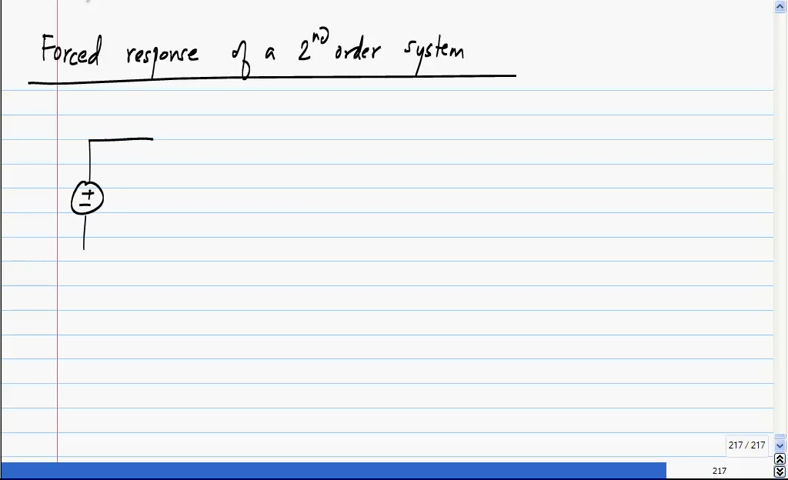 Forced response of a 2nd order system
+
-
217 / 217
217